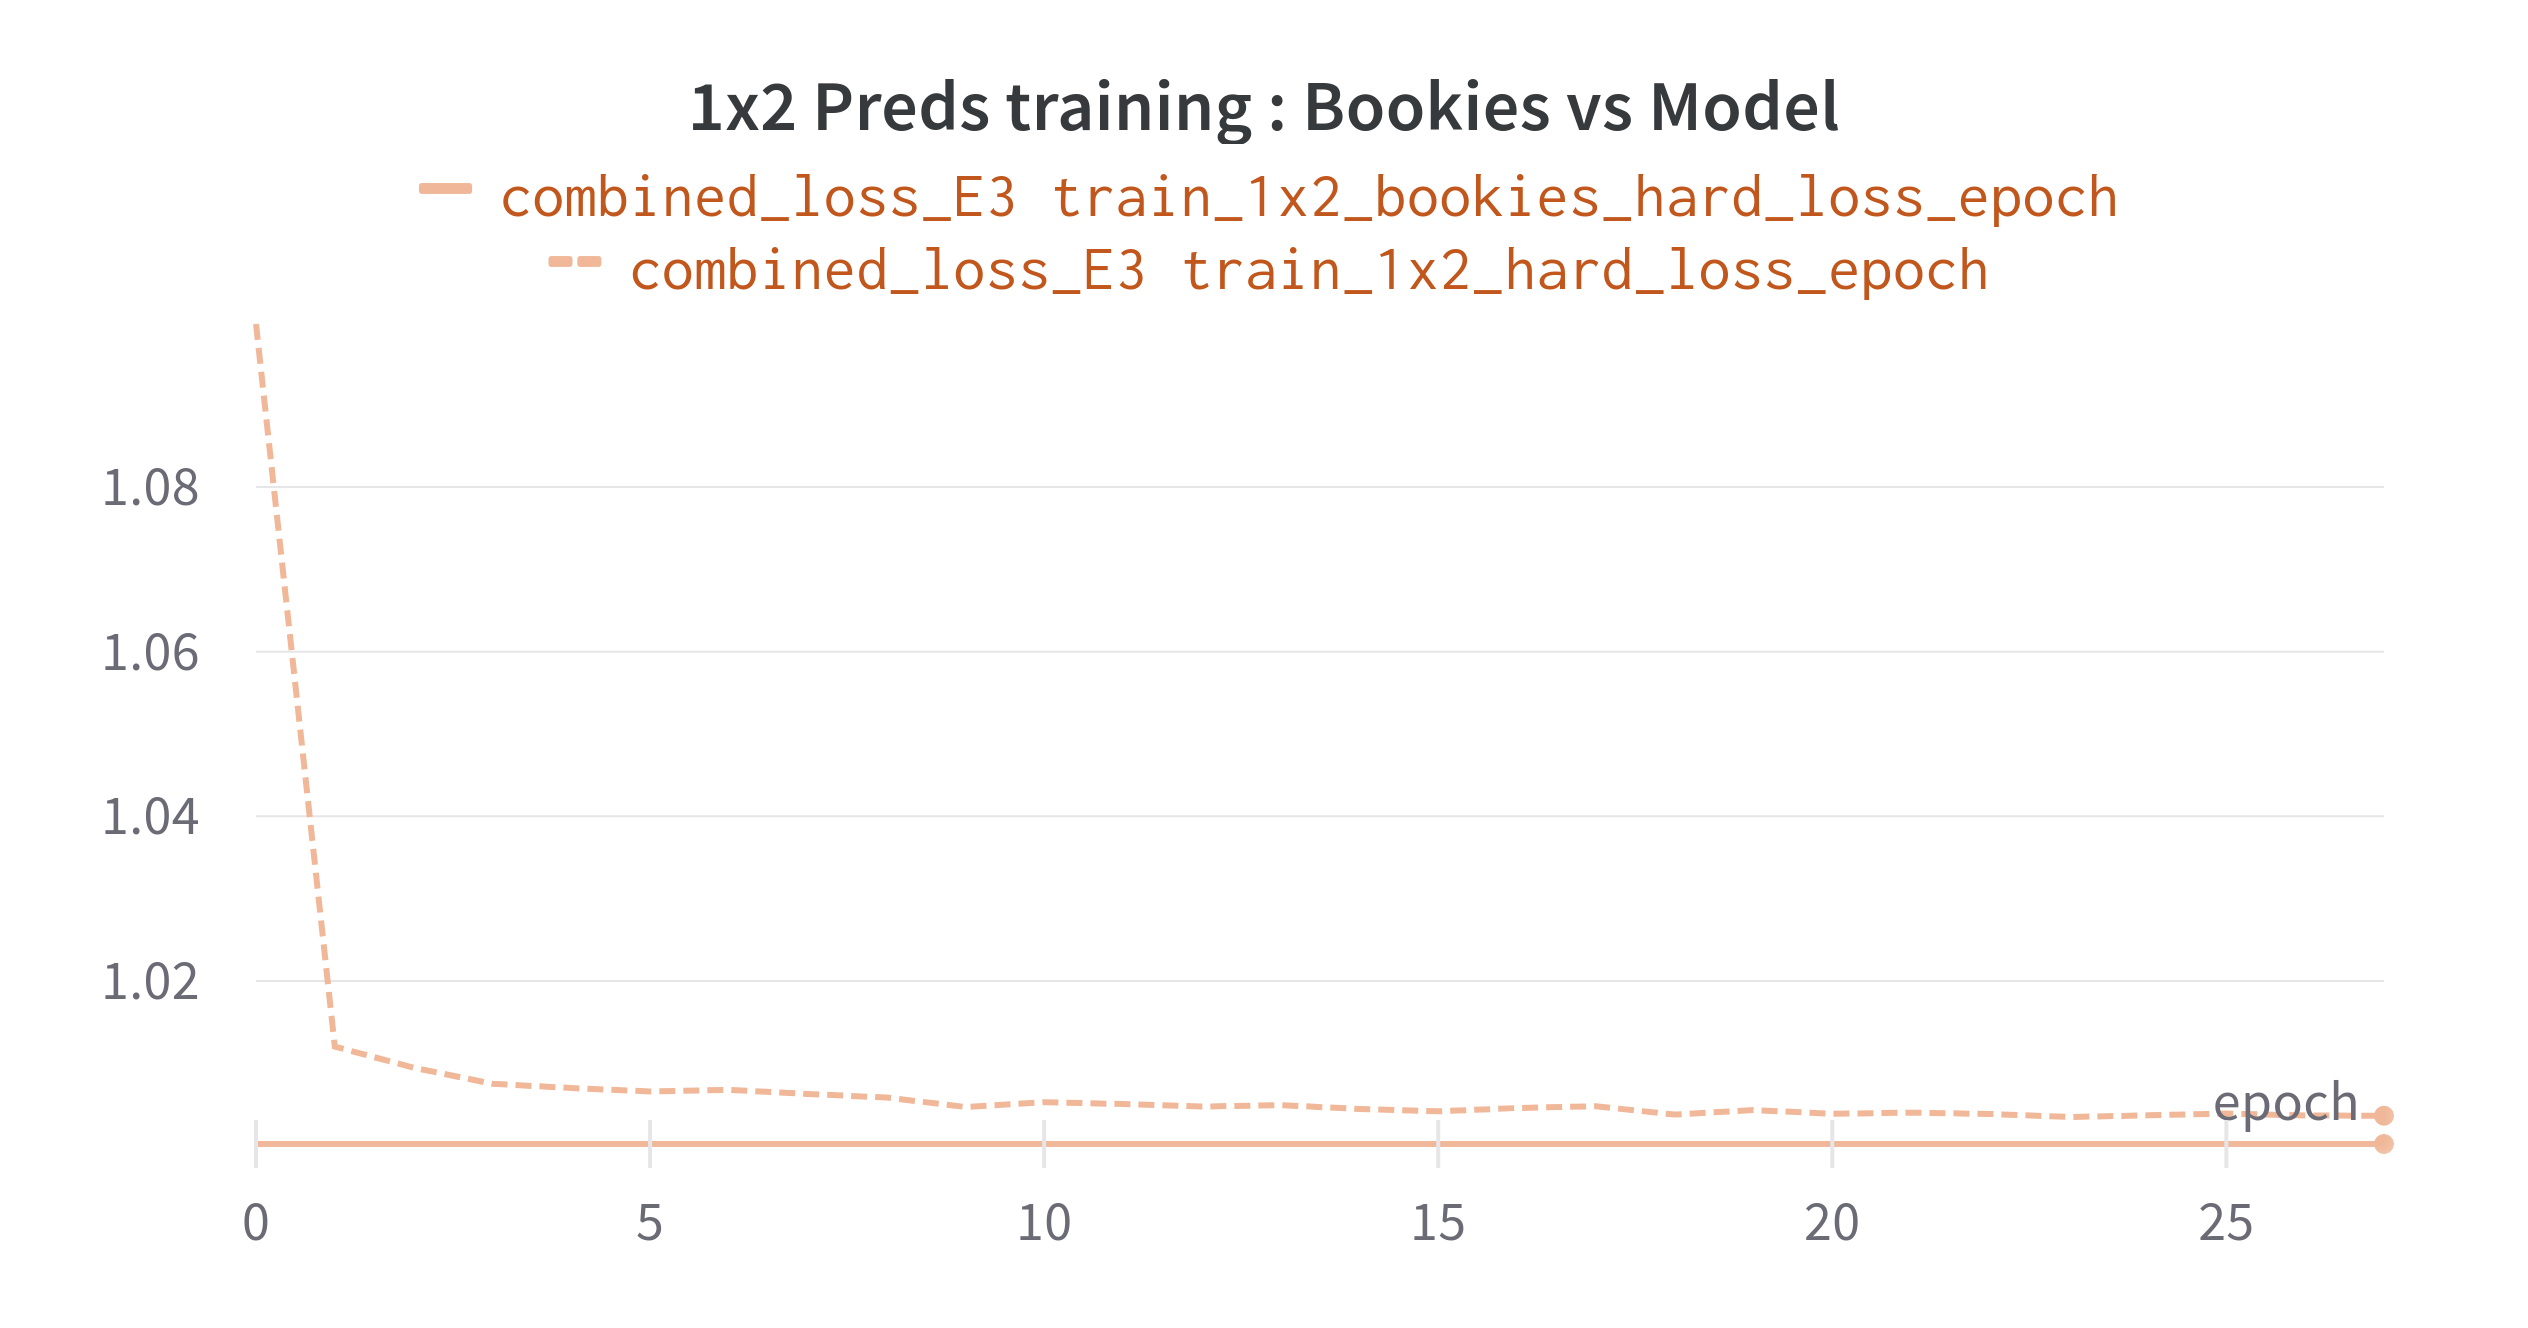 1x2 Preds training : Bookies vs Model
combined_loss_E3 train_1x2_bookies_hard_loss_epoch
combined_loss_E3 train_1x2_hard_loss_epoch
1.08
1.06
1.04
1.02
epoch
0 5 10 15 20 25